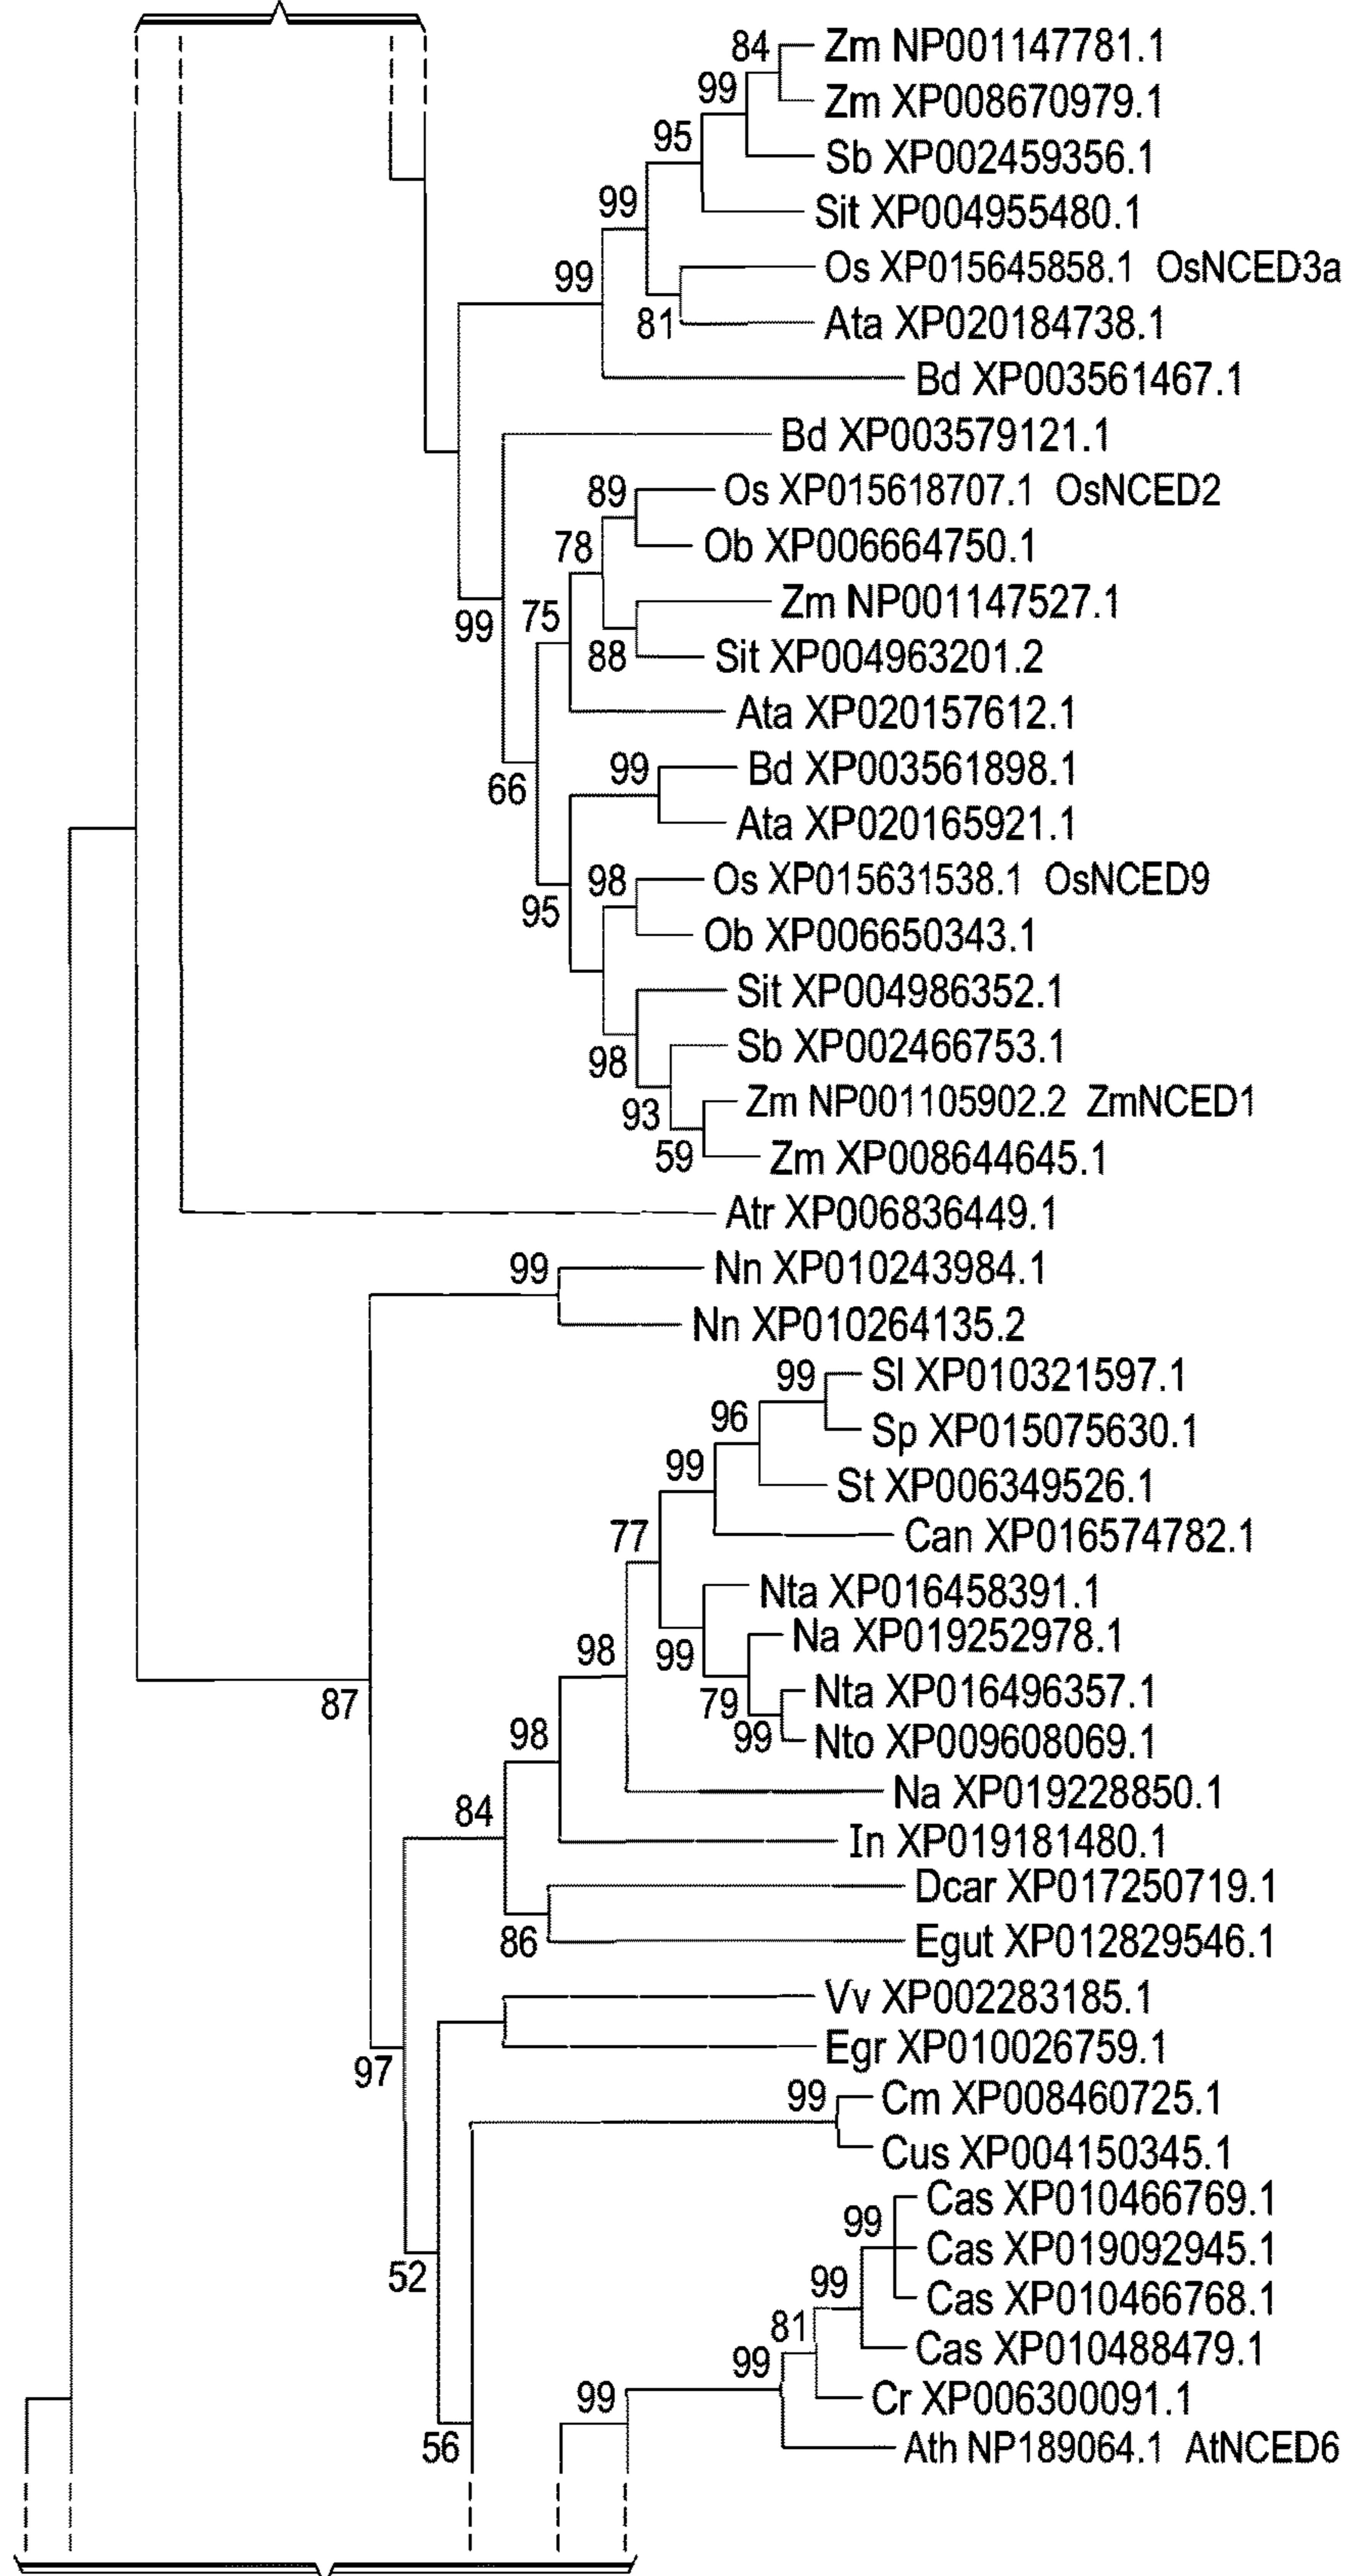 84
Zm NP001147781.1
99
Zm XP008670979.1
95
Sb XP002459356.1
99
Sit XP004955480.1
99
Os XP015645858.1 OsNCED3a
81
Ata XP020184738.1
Bd XP003561467.1
Bd XP003579121.1
89
Os XP015618707.1 OsNCED2
78
Ob XP006664750.1
75
Zm NP001147527.1
99
88
Sit XP004963201.2
Ata XP020157612.1
99
Bd XP003561898.1
66
Ata XP020165921.1
98
Os XP015631538.1 OsNCED9
95
Ob XP006650343.1
Sit XP004986352.1
98
Sb XP002466753.1
93
Zm NP001105902.2 ZmNCED1
59
Zm XP008644645.1
Atr XP006836449.1
99
Nn XP010243984.1
Nn XP010264135.2
99
Sl XP010321597.1
96
Sp XP015075630.1
99
St XP006349526.1
77
Can XP016574782.1
Nta XP016458391.1
98
99
Na XP019252978.1
87
79
Nta XP016496357.1
98
99
Nto XP009608069.1
84
Na XP019228850.1
In XP019181480.1
Dcar XP017250719.1
86
Egut XP012829546.1
Vv XP002283185.1
97
Egr XP010026759.1
99
Cm XP008460725.1
Cus XP004150345.1
Cas XP010466769.1
99
Cas XP019092945.1
52
99
Cas XP010466768.1
81
Cas XP010488479.1
99
99
Cr XP006300091.1
56
Ath NP189064.1 AtNCED6